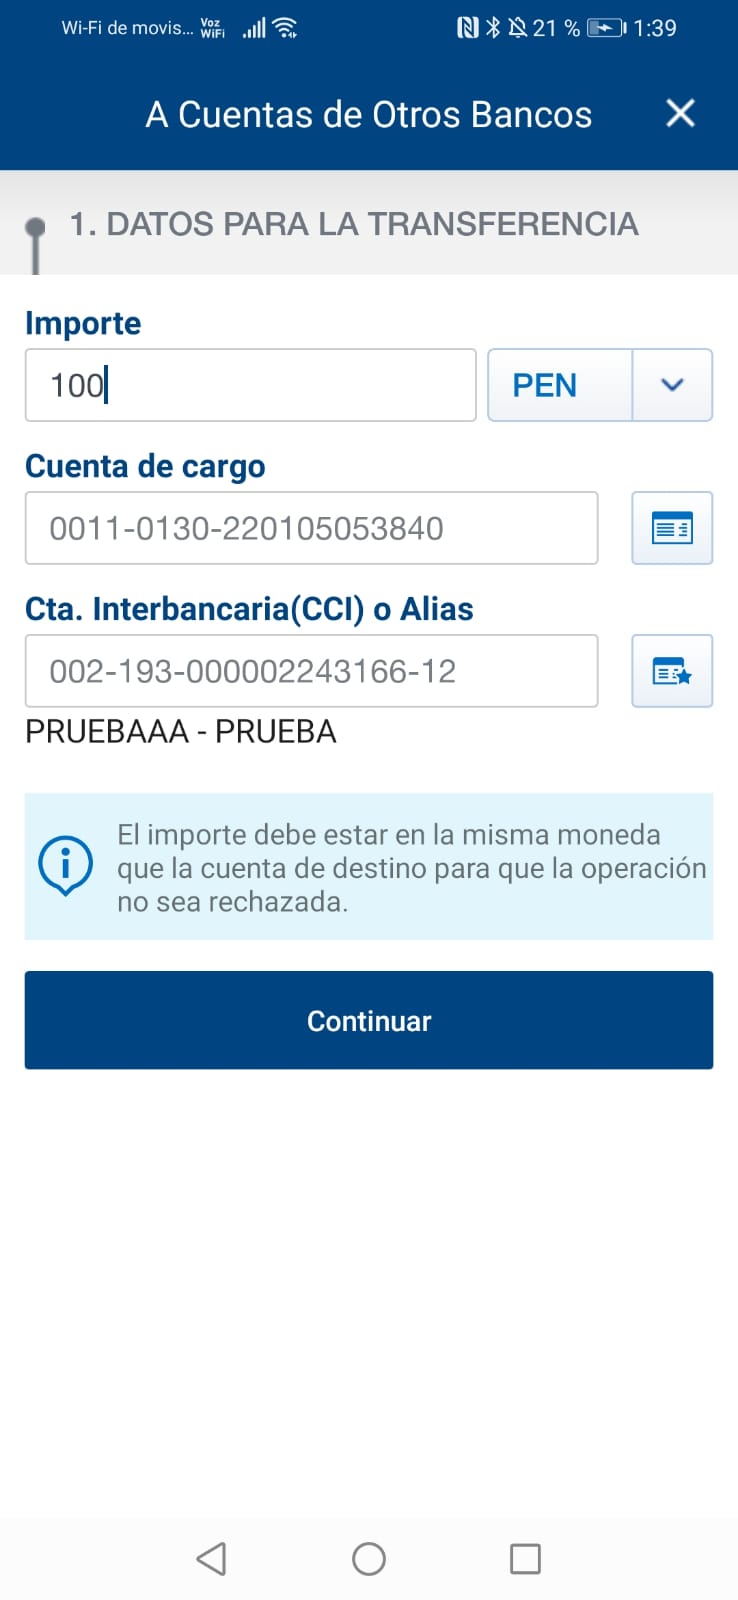 Wi-Fi de movis... Voz WiFi 21 % 1:39
A Cuentas de Otros Bancos
1. DATOS PARA LA TRANSFERENCIA
Importe
100 PEN
Cuenta de cargo
0011-0130-220105053840
Cta. Interbancaria(CCI) o Alias
002-193-000002243166-12
PRUEBAAA - PRUEBA
El importe debe estar en la misma moneda
que la cuenta de destino para que la operación
no sea rechazada.
Continuar